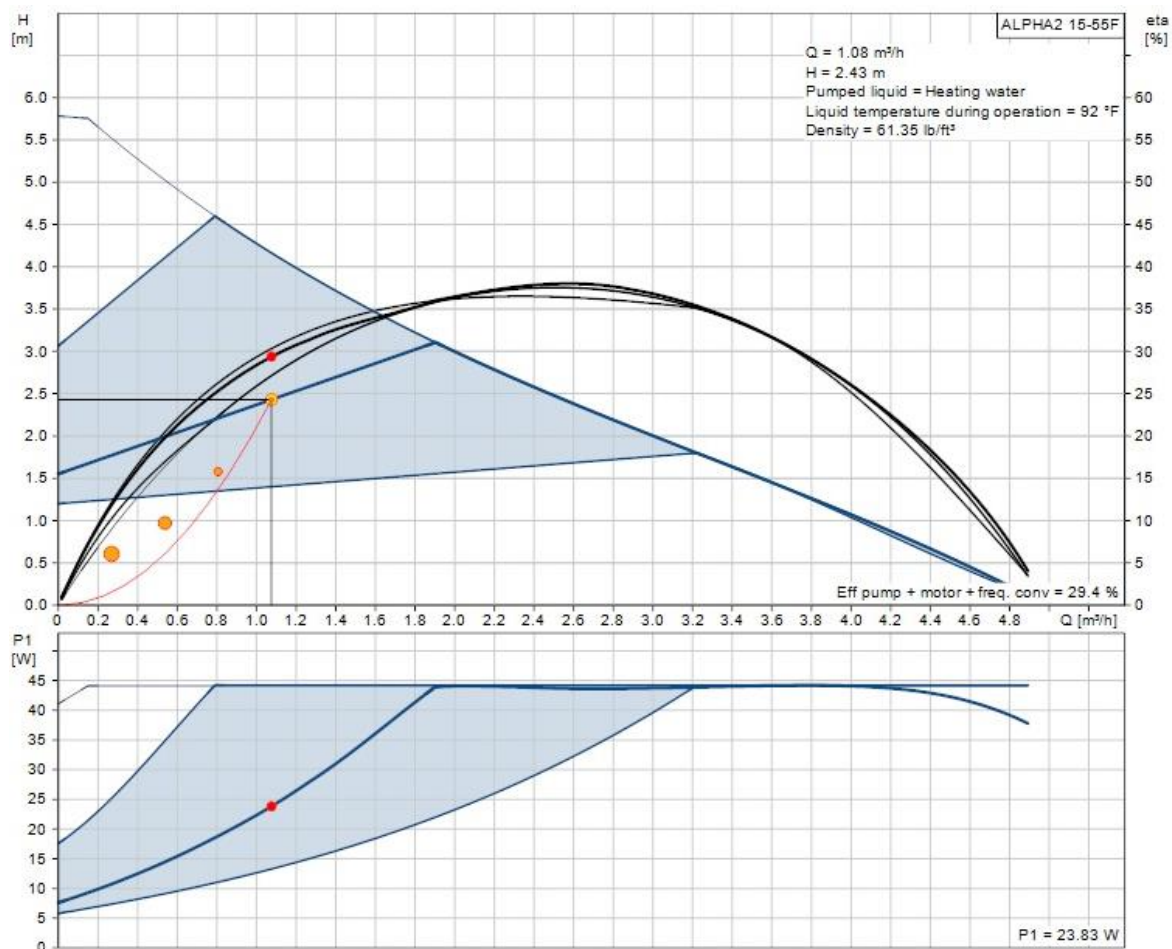 H
[m]
ALPHA2 15-55F
eta
[%]
Q = 1.08 m³/h
H = 2.43 m
Pumped liquid = Heating water
Liquid temperature during operation = 92 °F
Density = 61.35 lb/ft³
6.0
5.5
5.0
4.5
4.0
3.5
3.0
2.5
2.0
1.5
1.0
0.5
0.0
60
50
40
30
20
10
5
0
Eff pump + motor + freq. conv = 29.4 %
0.2 0.4 0.6 0.8 1.0 1.2 1.4 1.6 1.8 2.0 2.2 2.4 2.6 2.8 3.0 3.2 3.4 3.6 3.8 4.0 4.2 4.4 4.6 4.8 Q [m³/h]
P1
[W]
45
40
35
30
25
20
15
10
5
0
P1 = 23.83 W